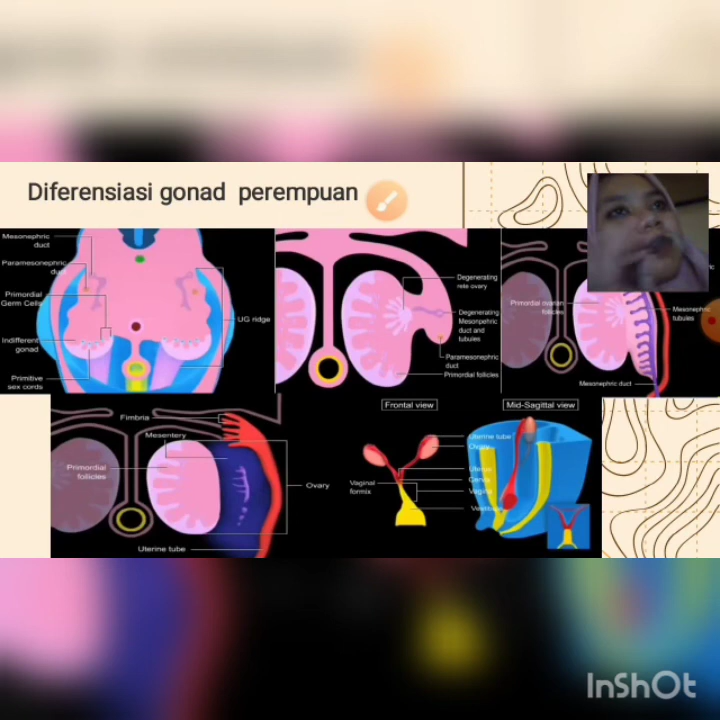 Diferensiasi gonad perempuan
Mesonephric
duct
Paramesonephric
duct
Primordial
Germ Cells
Indifferent
gonad
Primitive
sex cords
UG ridge
Degenerating
rete ovary
Degenerating
Mesonpehric
duct and
tubules
Paramesonephric
duct
Primordial follicles
Primordial ovarian
follicles
Mesonephric
tubules
Mesonephric duct
Fimbria
Mesentery
Primordial
follicles
Ovary
Uterine tube
Frontal view
Vaginal
fornix
Mid-Sagittal view
Uterine tube
Ovary
Uterus
Cervix
Vagina
InShOt